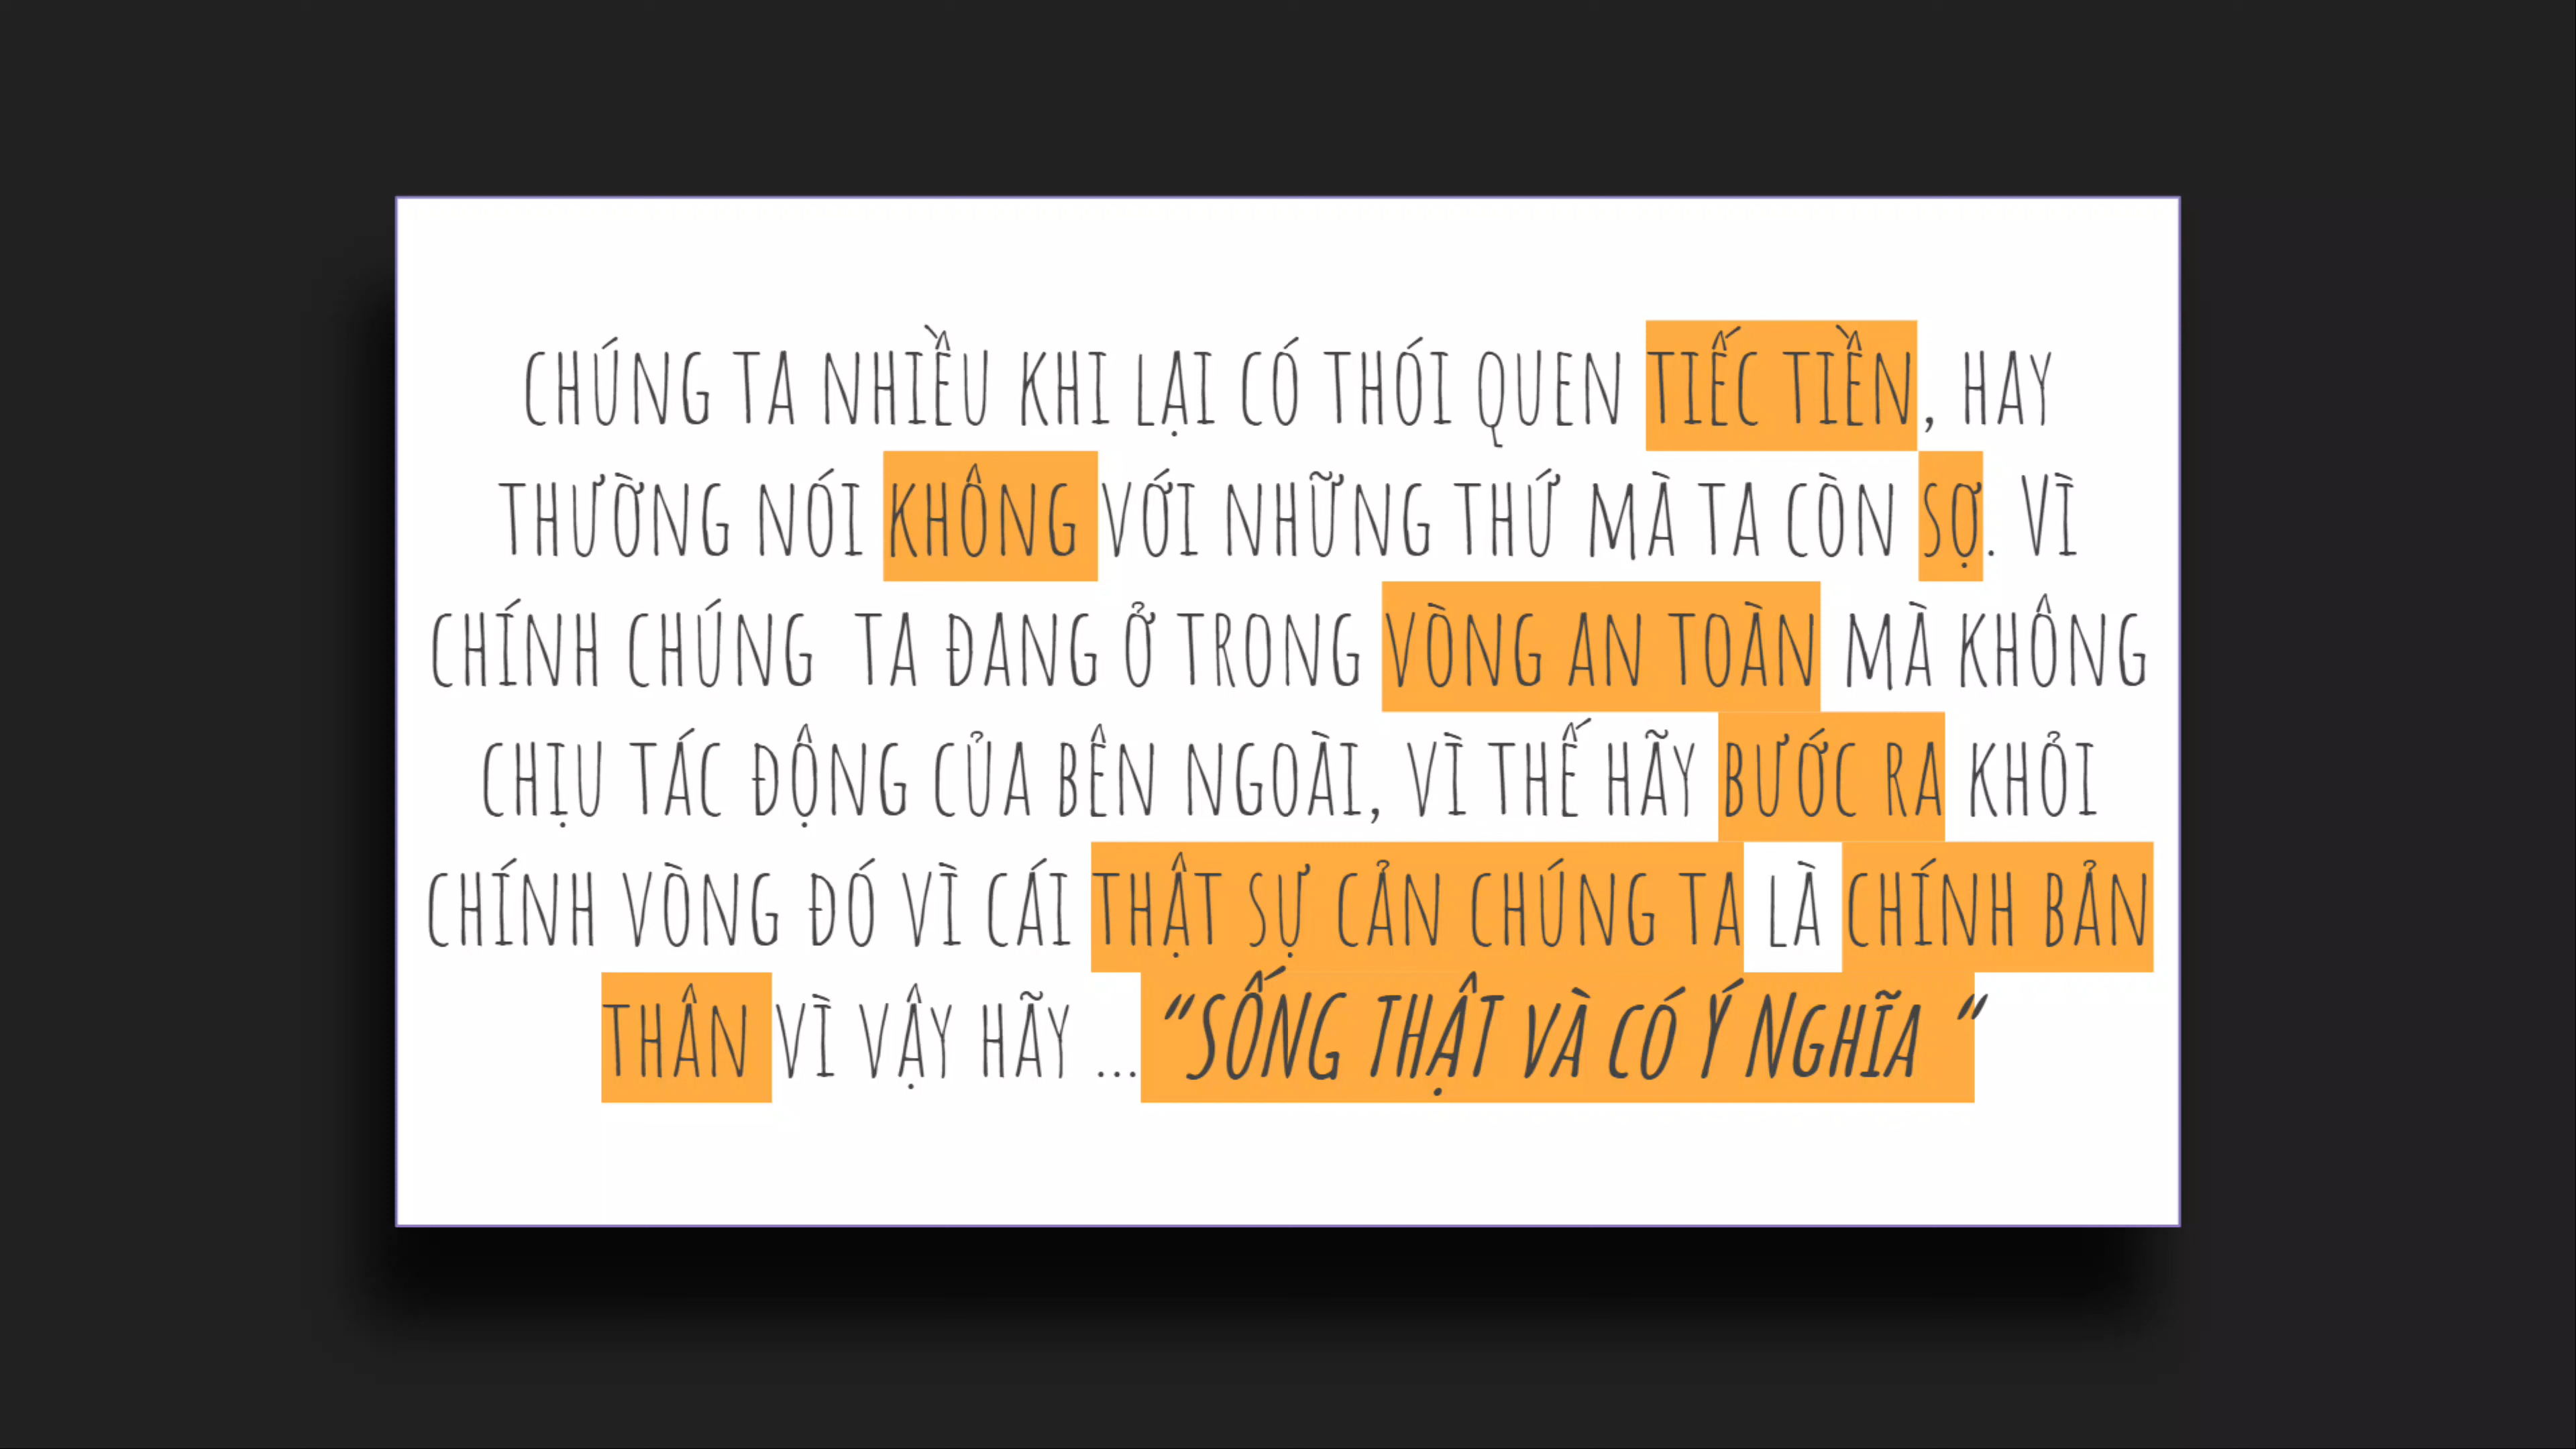 CHÚNG TA NHIỀU KHI LẠI CÓ THÓI QUEN TIẾC TIỀN, HAY
THƯỜNG NÓI KHÔNG VỚI NHỮNG THỨ MÀ TA CÒN SỢ. VÌ
CHÍNH CHÚNG  TA ĐANG Ở TRONG VÒNG AN TOÀN MÀ KHÔNG
CHỊU TÁC ĐỘNG CỦA BÊN NGOÀI, VÌ THẾ HÃY BƯỚC RA KHỎI
CHÍNH VÒNG ĐÓ VÌ CÁI THẬT SỰ CẢN CHÚNG TA LÀ CHÍNH BẢN
THÂN VÌ VẬY HÃY ... “SỐNG THẬT VÀ CÓ Ý NGHĨA “